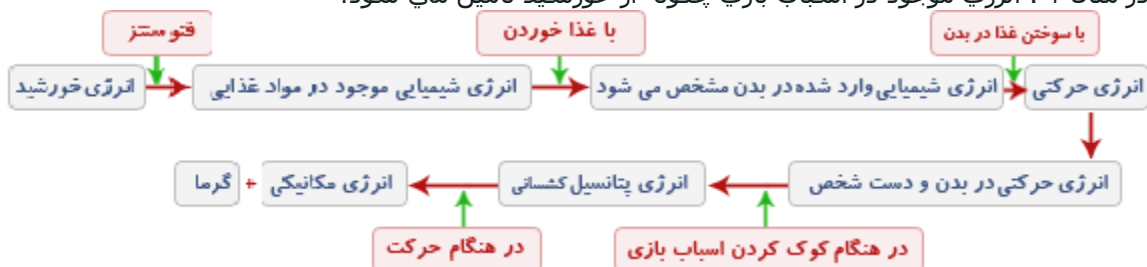 فتوسنتز
با غذا خوردن
با سوختن غذا در بدن
انرژی خورشید
انرژی شیمیایی موجود در مواد غذایی
انرژی شیمیایی وارد شده در بدن مشخص می شود
انرژی حرکتی
انرژی حرکتی در بدن و دست شخص
انرژی پتانسیل کشسانی
انرژی مکانیکی + گرما
در هنگام کوک کردن اسباب بازی
در هنگام حرکت